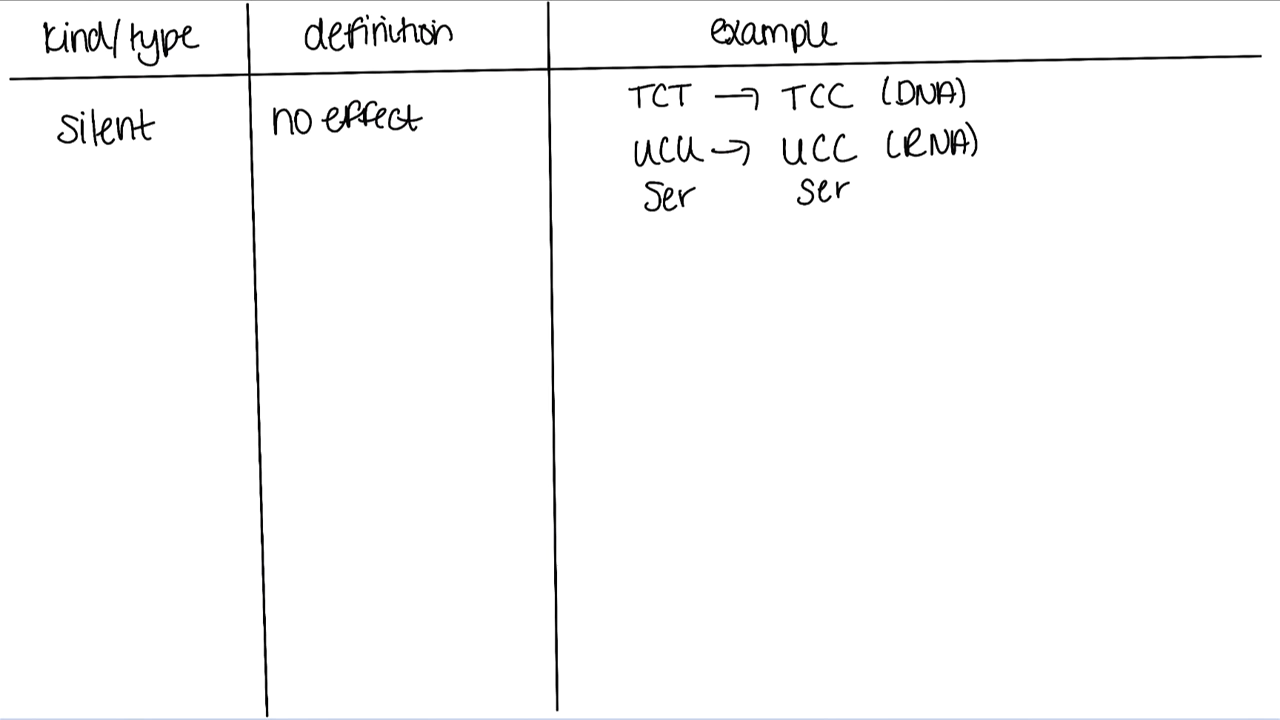 kind/type definition example
silent no effect TCT → TCC (DNA)
UCU → UCC (RNA)
Ser Ser